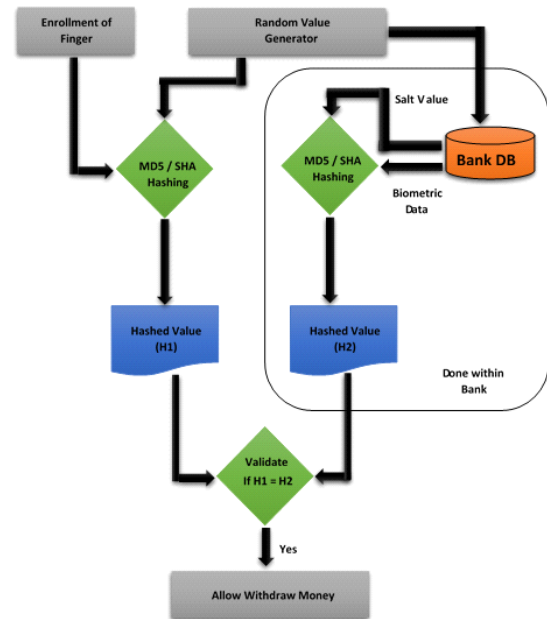 Enrollment of
Finger
Random Value
Generator
Salt Value
MD5 / SHA
Hashing
MD5 / SHA
Hashing
Bank DB
Biometric
Data
Hashed Value
(H1)
Hashed Value
(H2)
Done within
Bank
Validate
If H1 = H2
Yes
Allow Withdraw Money